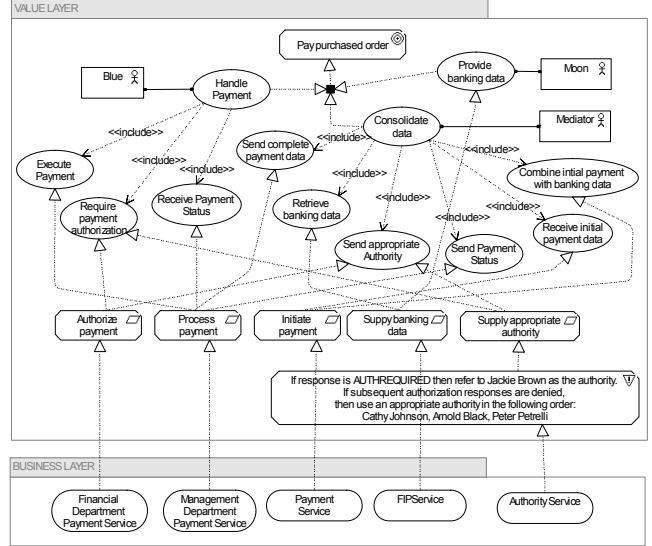 VALUE LAYER
Pay purchased order
Blue
Handle
Payment
Provide
banking data
Moon
Consolidate
data
Mediator
<<include>>
<<include>>
<<include>>
<<include>>
<<include>>
<<include>>
<<include>>
<<include>>
<<include>>
Execute
Payment
Require
payment
authorization
Receive Payment
Status
Send complete
payment data
Retrieve
banking data
Send appropriate
Authority
Send Payment
Status
Combine intial payment
with banking data
Receive initial
payment data
Authorize
payment
Process
payment
Initiate
payment
Suppy banking
data
Supply appropriate
authority
If response is AUTHREQUIRED then refer to Jackie Brown as the authority.
If subsequent authorization responses are denied,
then use an appropriate authority in the following order:
Cathy Johnson, Arnold Black, Peter Petrelli
BUSINESS LAYER
Financial
Department
Payment Service
Management
Department
Payment Service
Payment
Service
FIPService
Authority Service